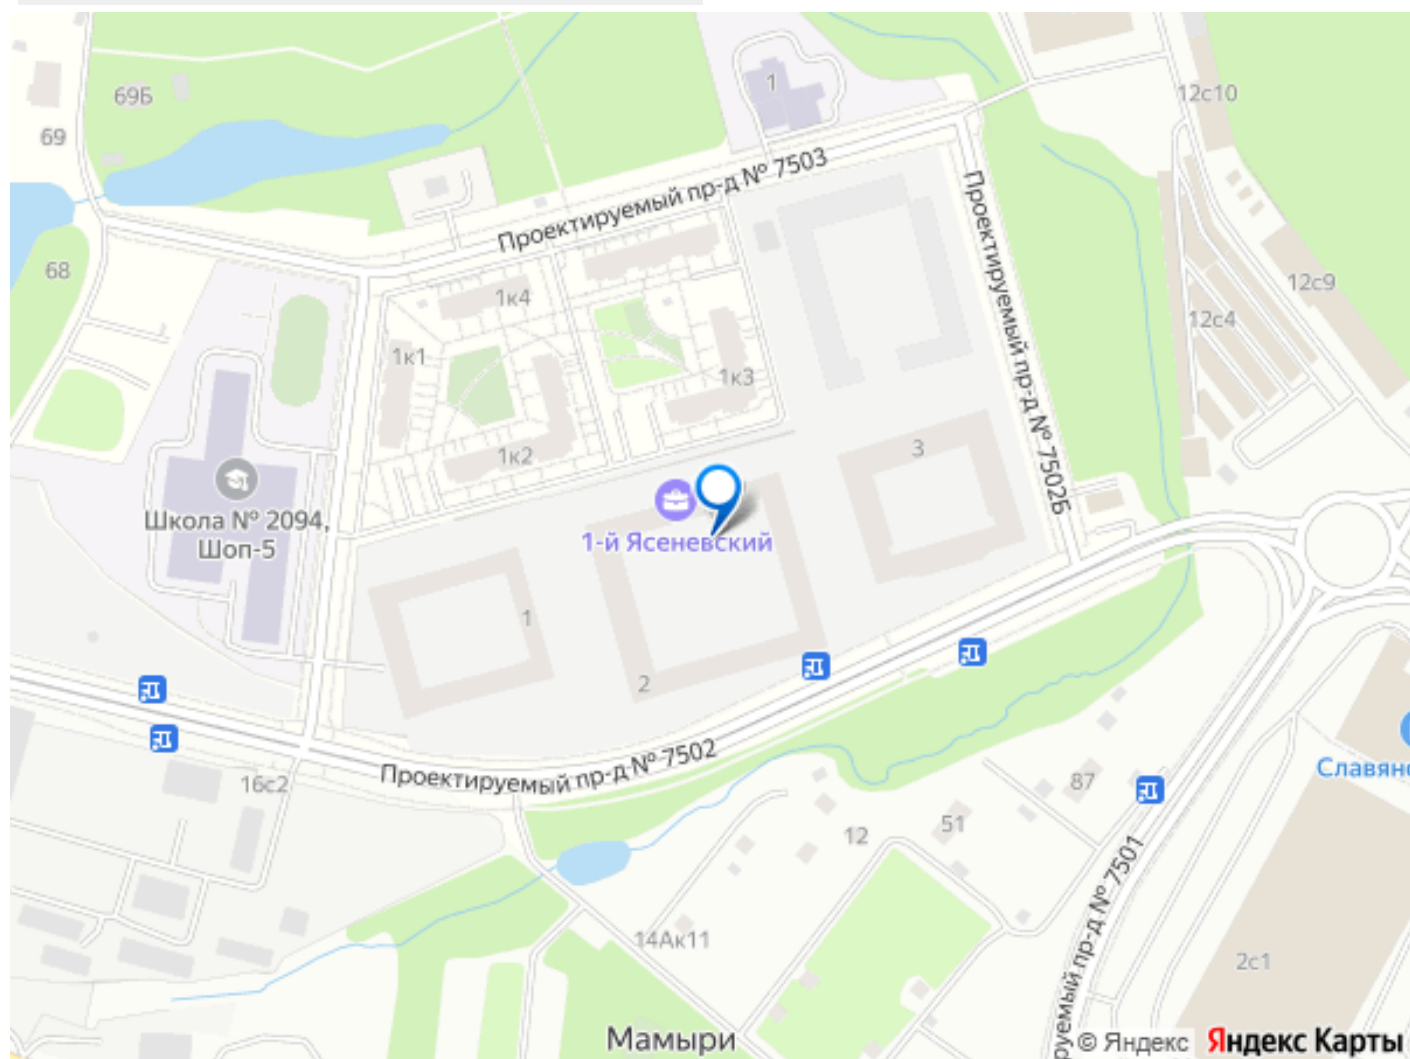 69Б
1
12с10
69
Проектируемый пр-д № 7503
68
12с9
1к4
12с4
1к1
1к3
Проектируемый пр-д № 7502Б
1к2
3
Школа № 2094,
Шоп-5
1-й Ясеневский
1
2
Проектируемый пр-д № 7502
16с2
Славянс
87
51
12
14Ак11
2с1
руемый пр-д № 7501
Мамыри
© Яндекс Яндекс Карты